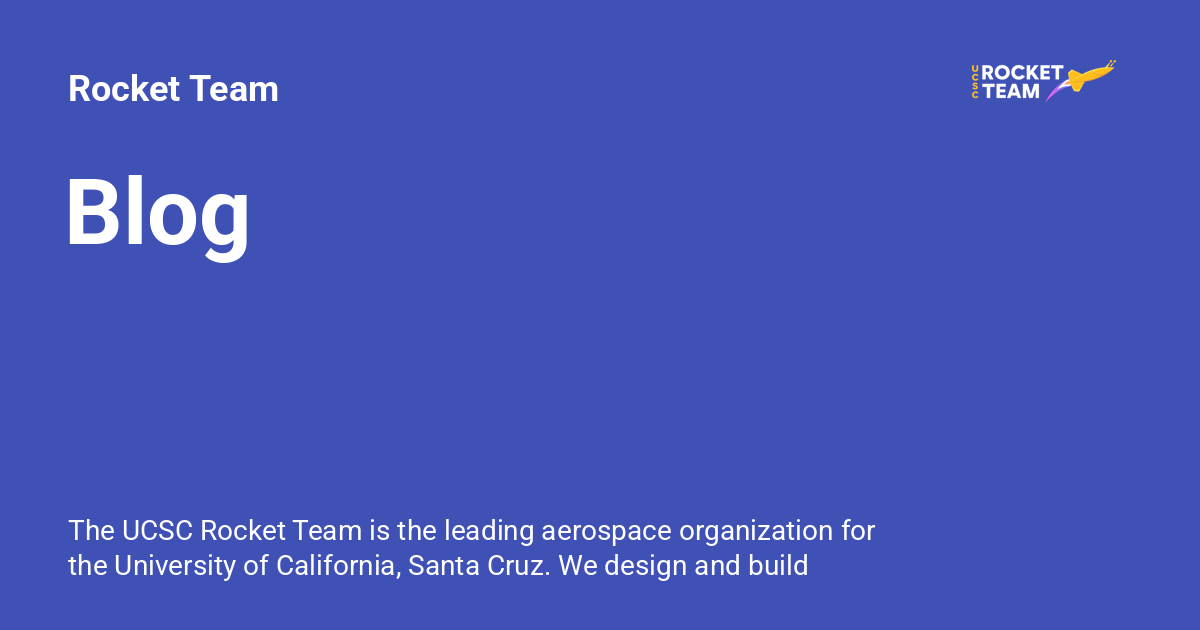 Rocket Team
UCSC
ROCKET
TEAM
Blog
The UCSC Rocket Team is the leading aerospace organization for
the University of California, Santa Cruz. We design and build